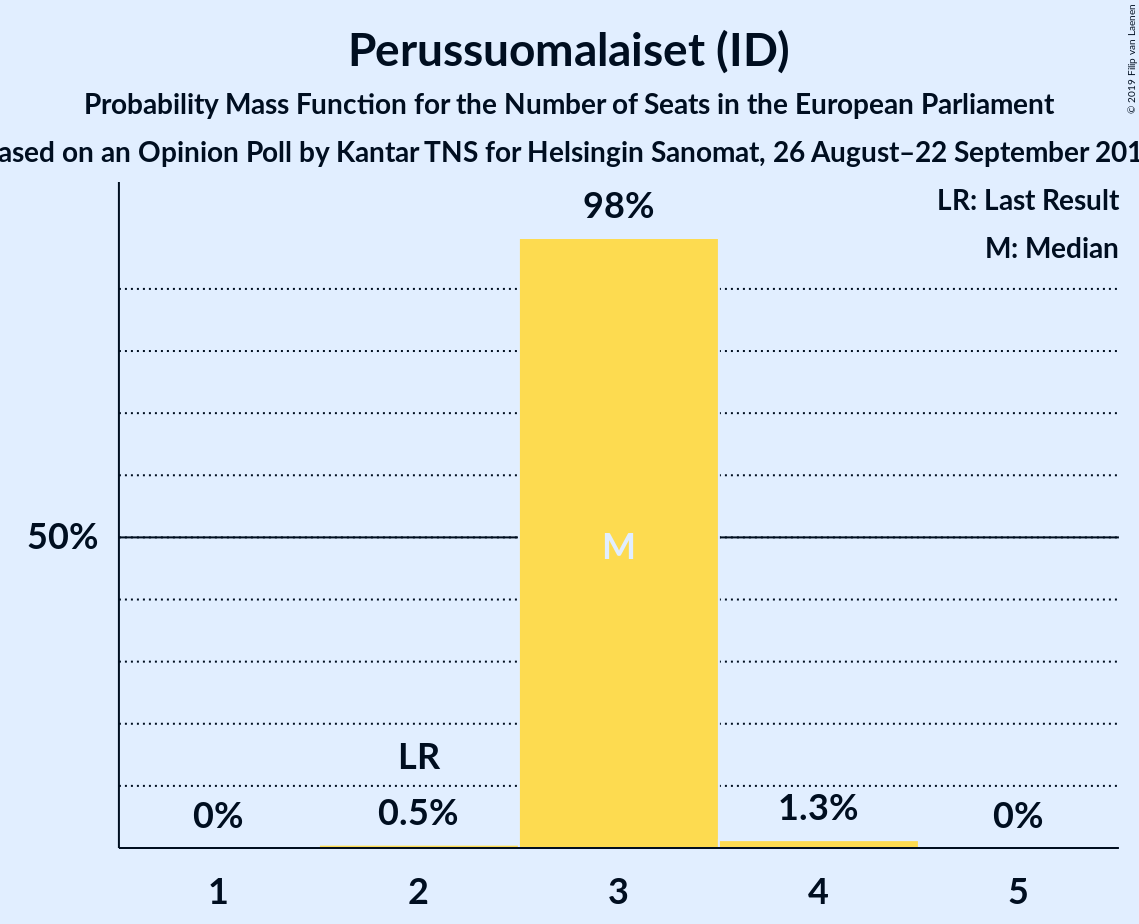 Perussuomalaiset (ID)
Probability Mass Function for the Number of Seats in the European Parliament
ased on an Opinion Poll by Kantar TNS for Helsingin Sanomat, 26 August–22 September 201
© 2019 Filip van Laenen
LR: Last Result
M: Median
98%
50%
M
LR
0%
0.5%
1.3%
0%
1
2
3
4
5